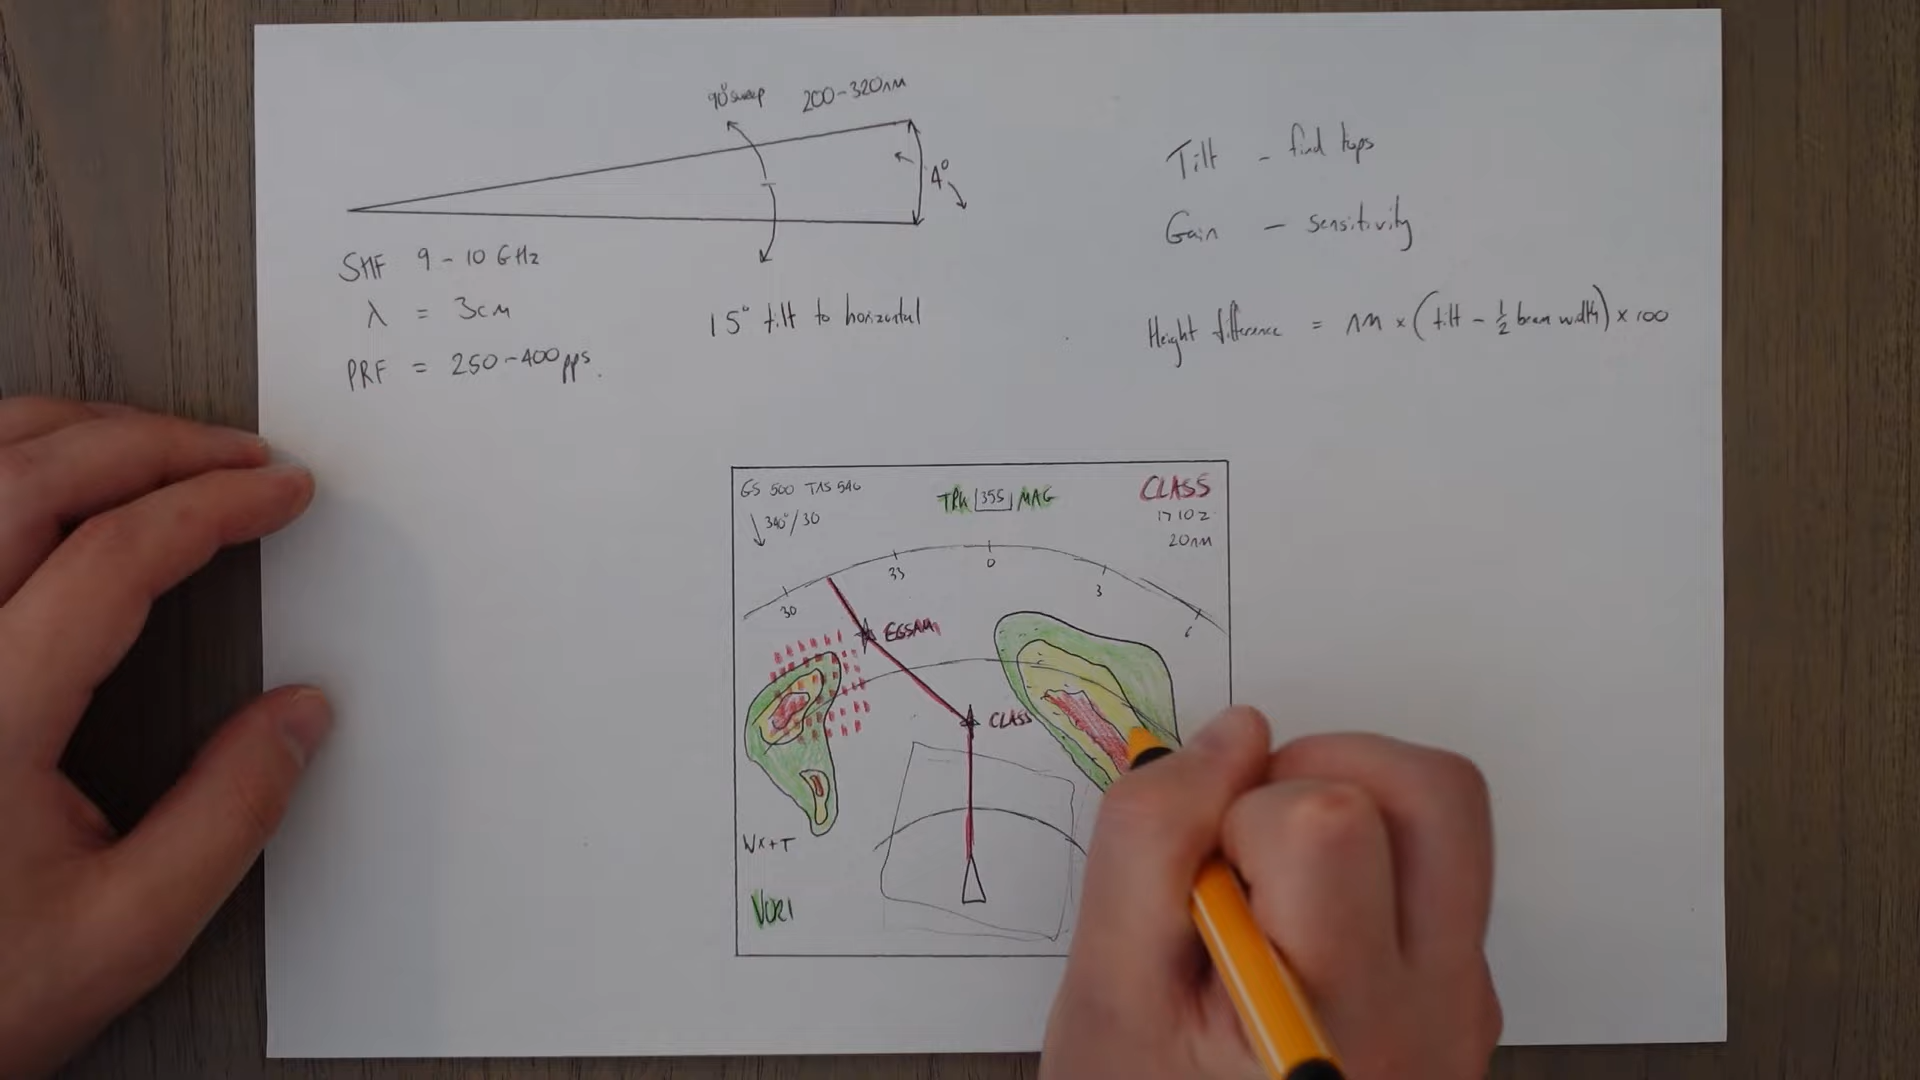 90° sweep
200-320nm
4°
SHF 9-10 GHz
λ = 3cm
PRF = 250-400pps.
15° tilt to horizontal
Tilt - find tops
Gain - sensitivity
Height difference = nm × (tilt - 1/2 beam width) × 100
GS 500 TAS 546
TRK 355 MAG
CLASS
340°/30
1710z
20nm
30
33
0
3
6
EGSAM
CLASS
WX+T